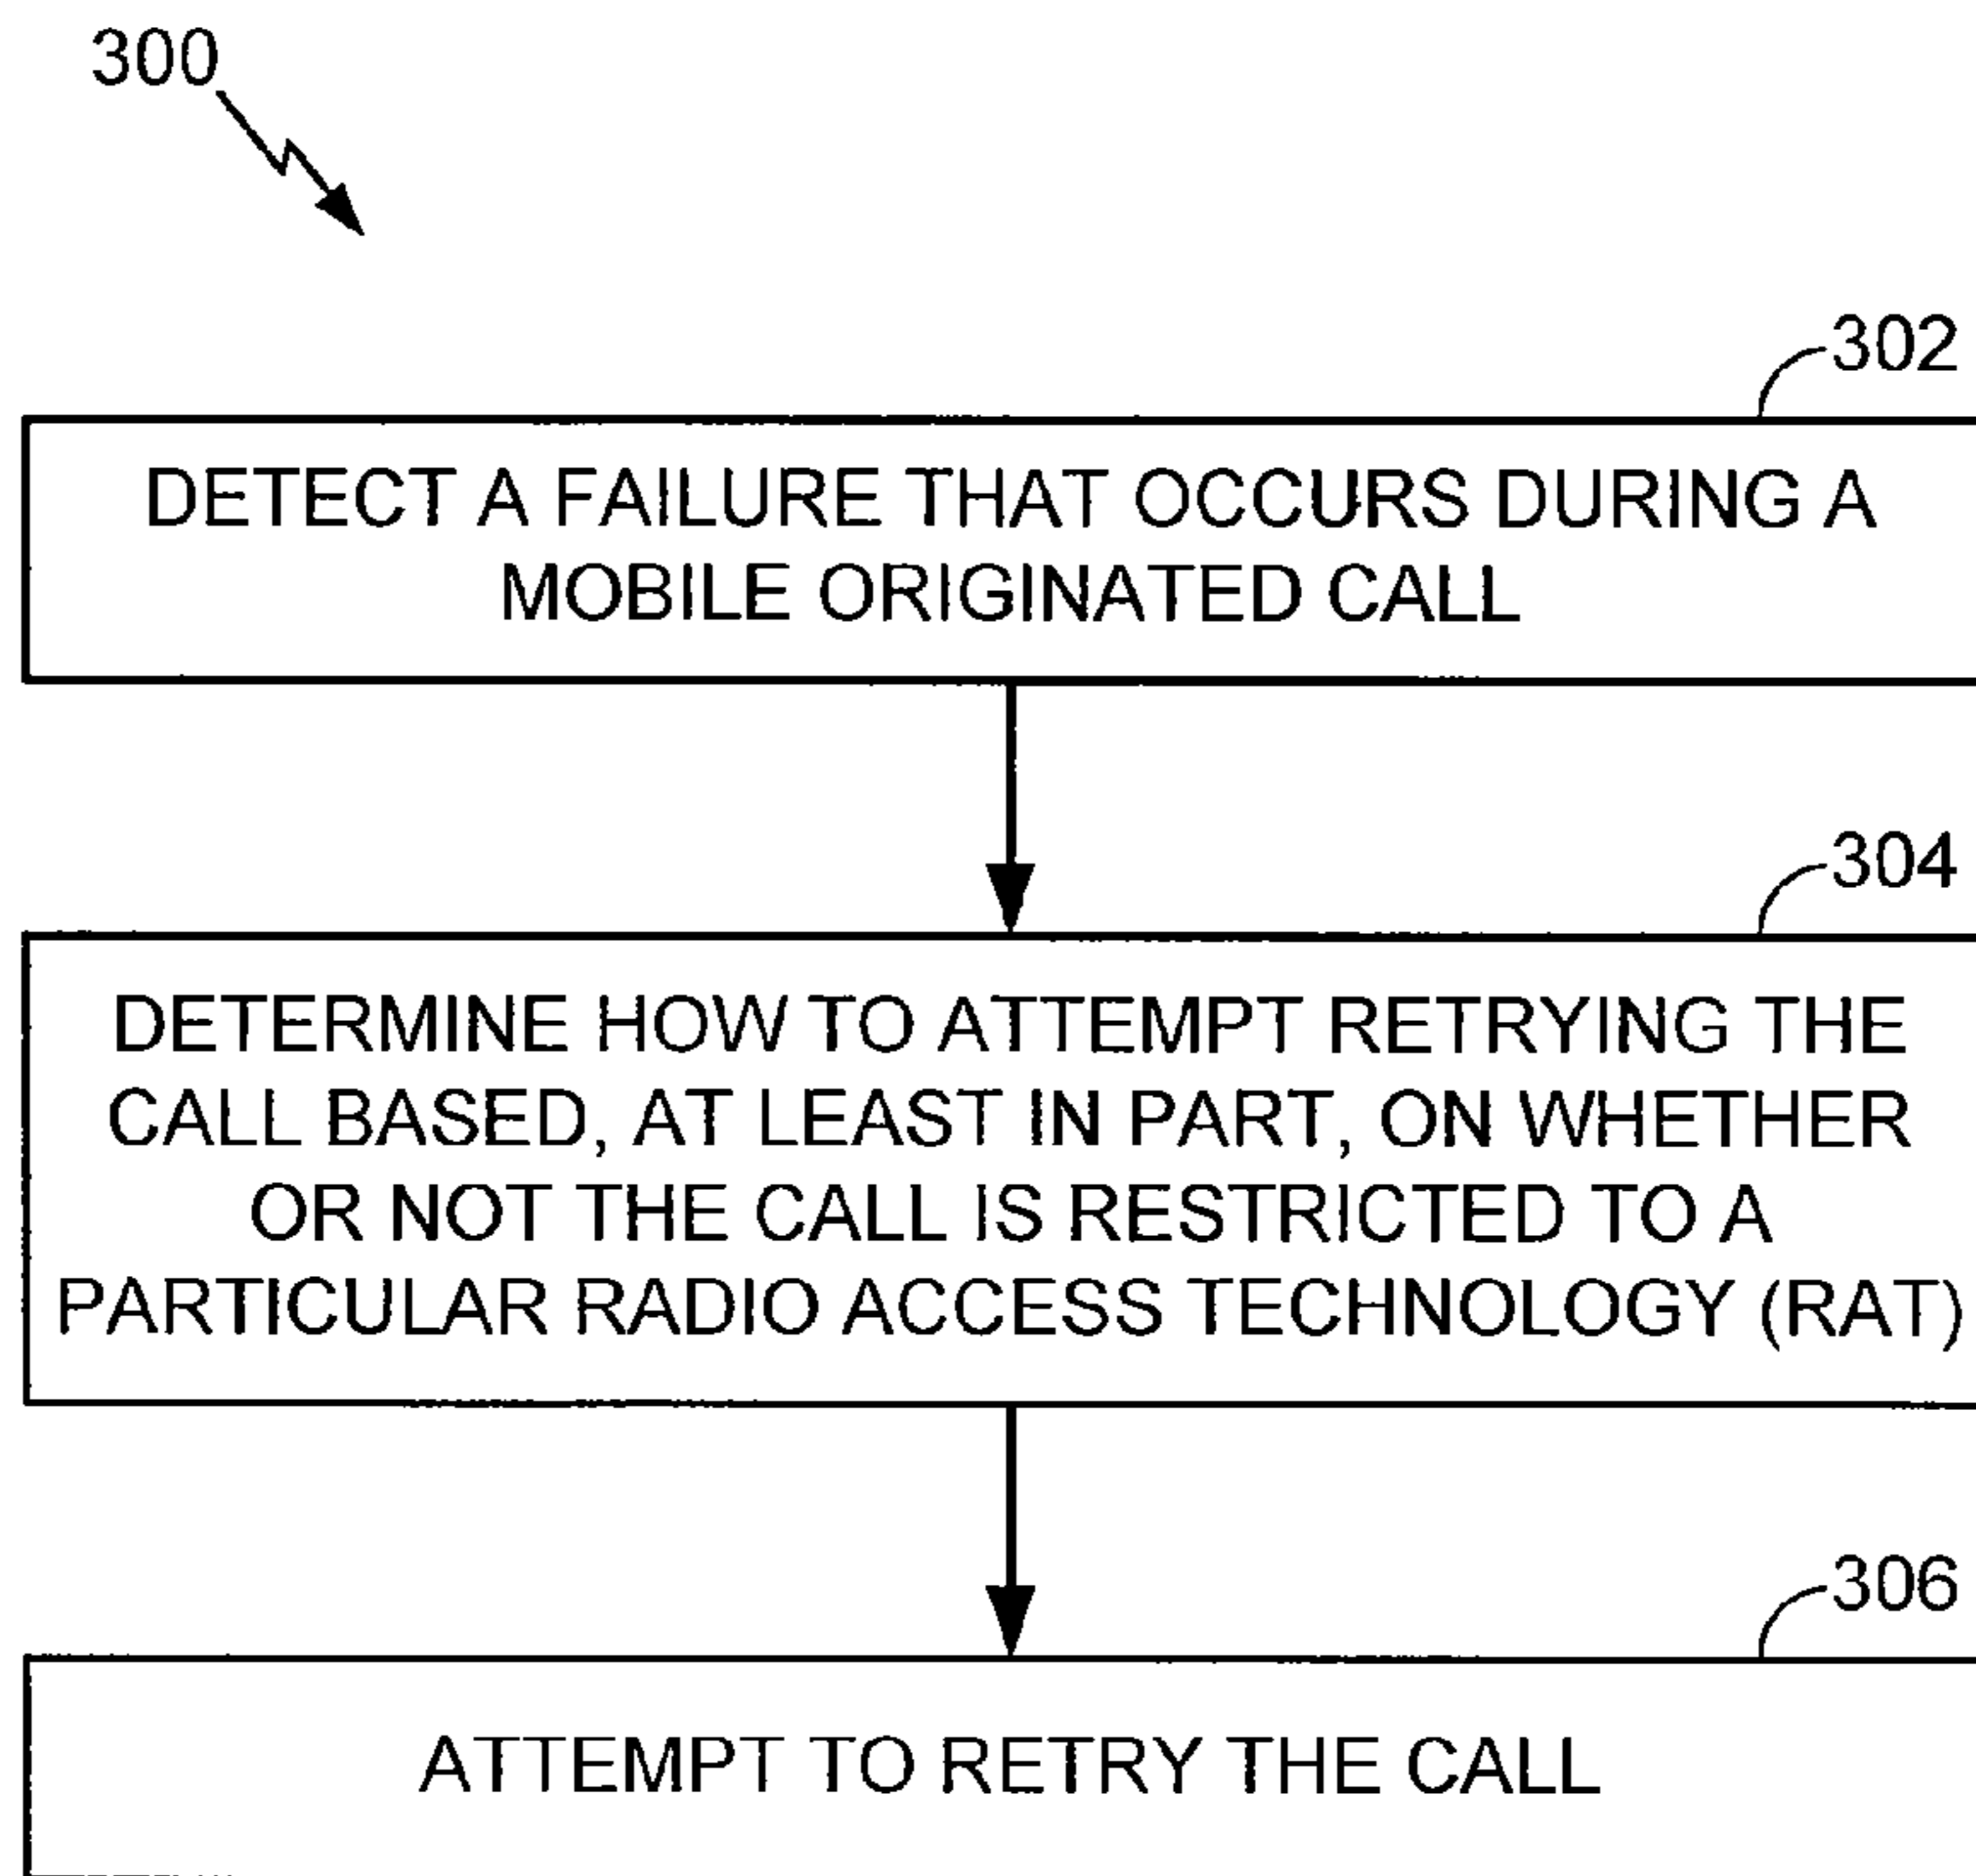 300
302
DETECT A FAILURE THAT OCCURS DURING A
MOBILE ORIGINATED CALL
304
DETERMINE HOW TO ATTEMPT RETRYING THE
CALL BASED, AT LEAST IN PART, ON WHETHER
OR NOT THE CALL IS RESTRICTED TO A
PARTICULAR RADIO ACCESS TECHNOLOGY (RAT)
306
ATTEMPT TO RETRY THE CALL